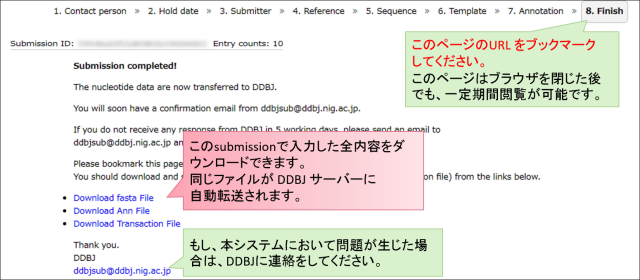 1. Contact person » 2. Hold date » 3. Submitter » 4. Reference » 5. Sequence » 6. Template » 7. Annotation » 8. Finish
Submission ID: Entry counts: 10
このページのURL をブックマーク
してください。
このページはブラウザを閉じた後
でも、一定期間閲覧が可能です。
Submission completed!
The nucleotide data are now transferred to DDBJ.
You will soon have a confirmation email from ddbjsub@ddbj.nig.ac.jp.
If you do not receive any response from DDBJ in 5 working days, please send an email to
ddbjsub@ddbj.nig.ac.jp an
Please bookmark this page
You should download and on file) from the links below.
このsubmissionで入力した全内容をダ
ウンロードできます。
同じファイルが DDBJ サーバーに
自動転送されます。
• Download fasta File
• Download Ann File
• Download Transaction File
Thank you.
DDBJ
ddbjsub@ddbj.nig.ac.jp
もし、本システムにおいて問題が生じた場
合は、DDBJに連絡をしてください。